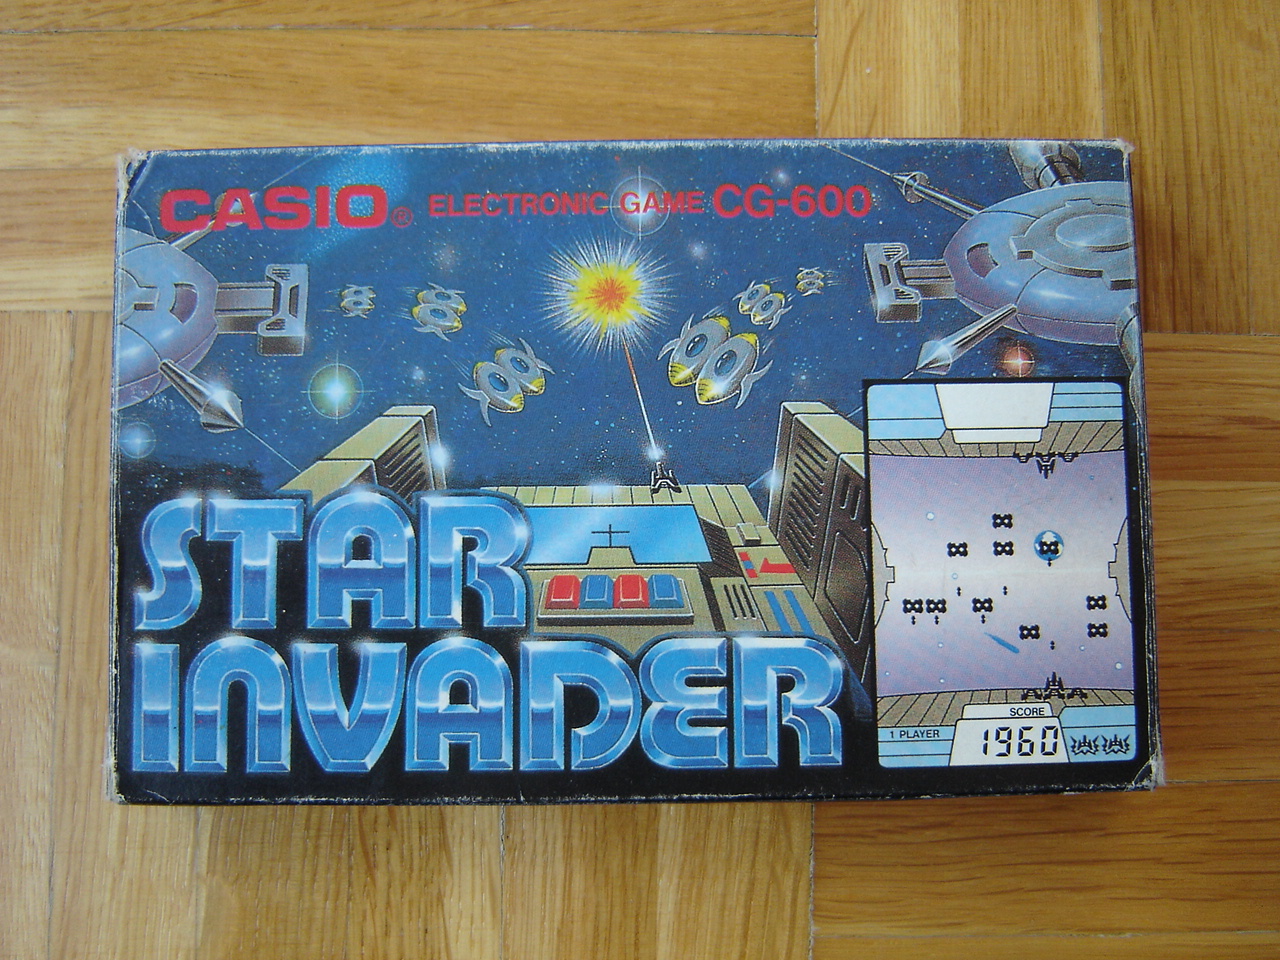 CASIO® ELECTRONIC GAME CG-600
STAR
INVADER
SCORE
1 PLAYER 1960